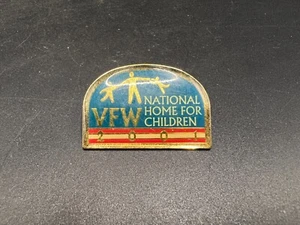 NATIONAL
VFW HOME FOR
CHILDREN
2001